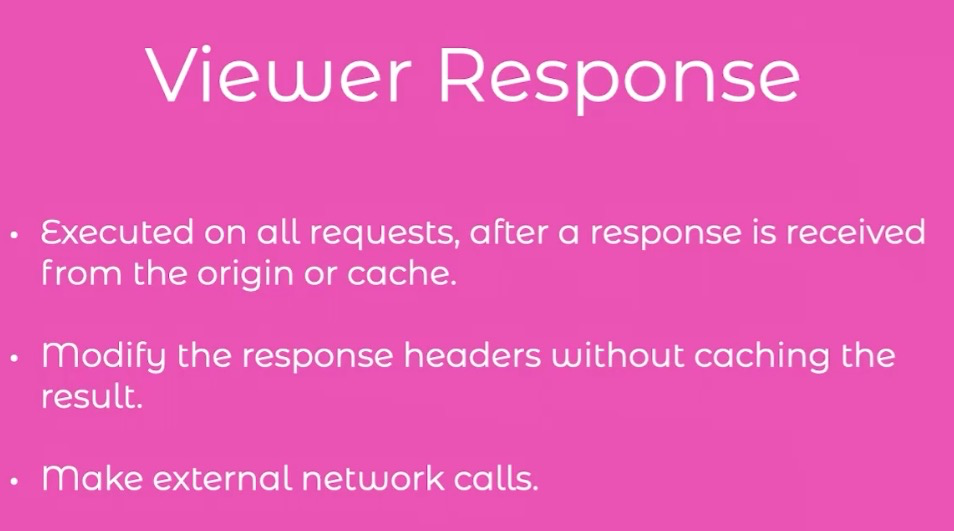 Viewer Response
• Executed on all requests, after a response is received
from the origin or cache.
• Modify the response headers without caching the
result.
• Make external network calls.